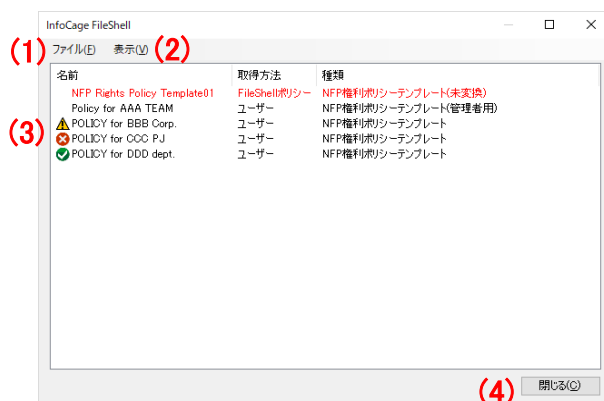 InfoCage FileShell
(1) ファイル(F) 表示(V) (2)
名前 取得方法 種類
NFP Rights Policy Template01 FileShellポリシー NFP権利ポリシーテンプレート(未変換)
Policy for AAA TEAM ユーザー NFP権利ポリシーテンプレート(管理者用)
POLICY for BBB Corp. ユーザー NFP権利ポリシーテンプレート
(3) POLICY for CCC PJ ユーザー NFP権利ポリシーテンプレート
POLICY for DDD dept. ユーザー NFP権利ポリシーテンプレート
(4) 閉じる(C)